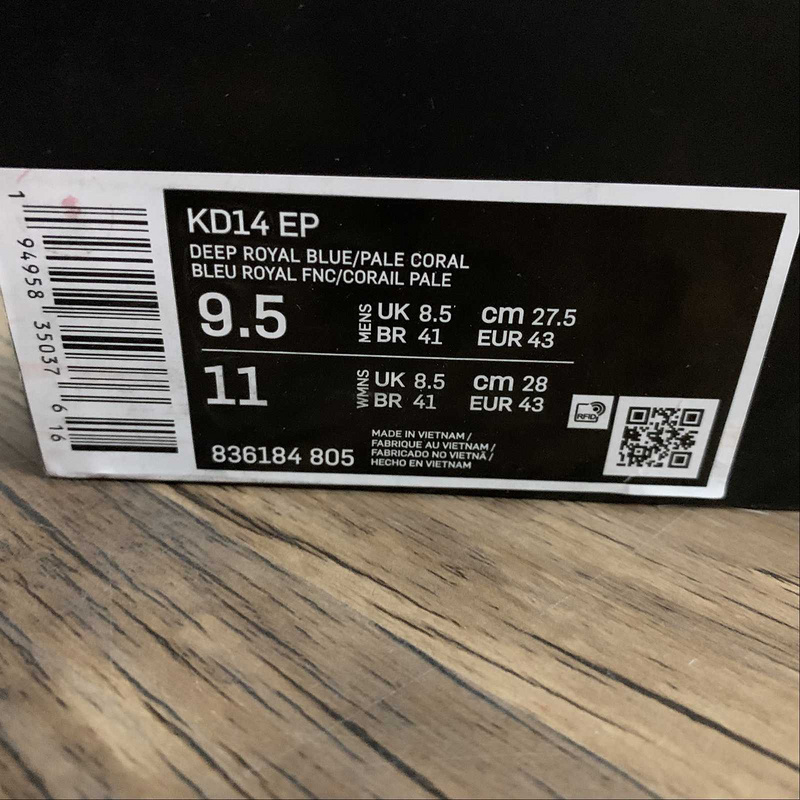 1 94958 35037 6 16
KD14 EP
DEEP ROYAL BLUE/PALE CORAL
BLEU ROYAL FNC/CORAIL PALE
9.5 MENS UK 8.5 cm 27.5
BR 41 EUR 43
11 WMNS UK 8.5 cm 28
BR 41 EUR 43
RFID
836184 805
MADE IN VIETNAM /
FABRIQUE AU VIETNAM /
FABRICADO NO VIETNÃ /
HECHO EN VIETNAM